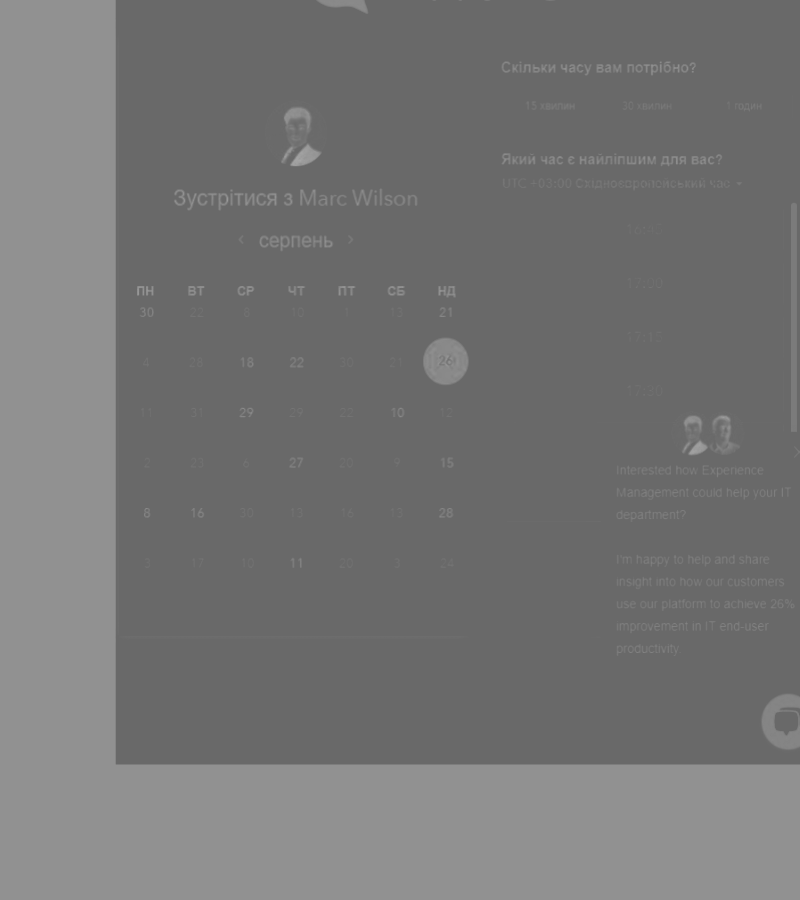 Зустрітися з Marc Wilson
серпень
ПН ВТ СР ЧТ ПТ СБ НД
30 22 8 10 1 13 21
4 28 18 22 30 21 26
11 31 29 29 22 10 12
2 23 6 27 20 9 15
8 16 30 13 16 13 28
2 17 10 11 20 3 24
Скільки часу вам потрібно?
15 хвилин 30 хвилин 1 годин
Який час є найліпшим для вас?
UTC +03:00 Східноєвропейський час
16:45
17:00
17:15
17:30
Interested how Experience
Management could help your IT
department?
I'm happy to help and share
insight into how our customers
use our platform to achieve 26%
improvement in IT end-user
productivity